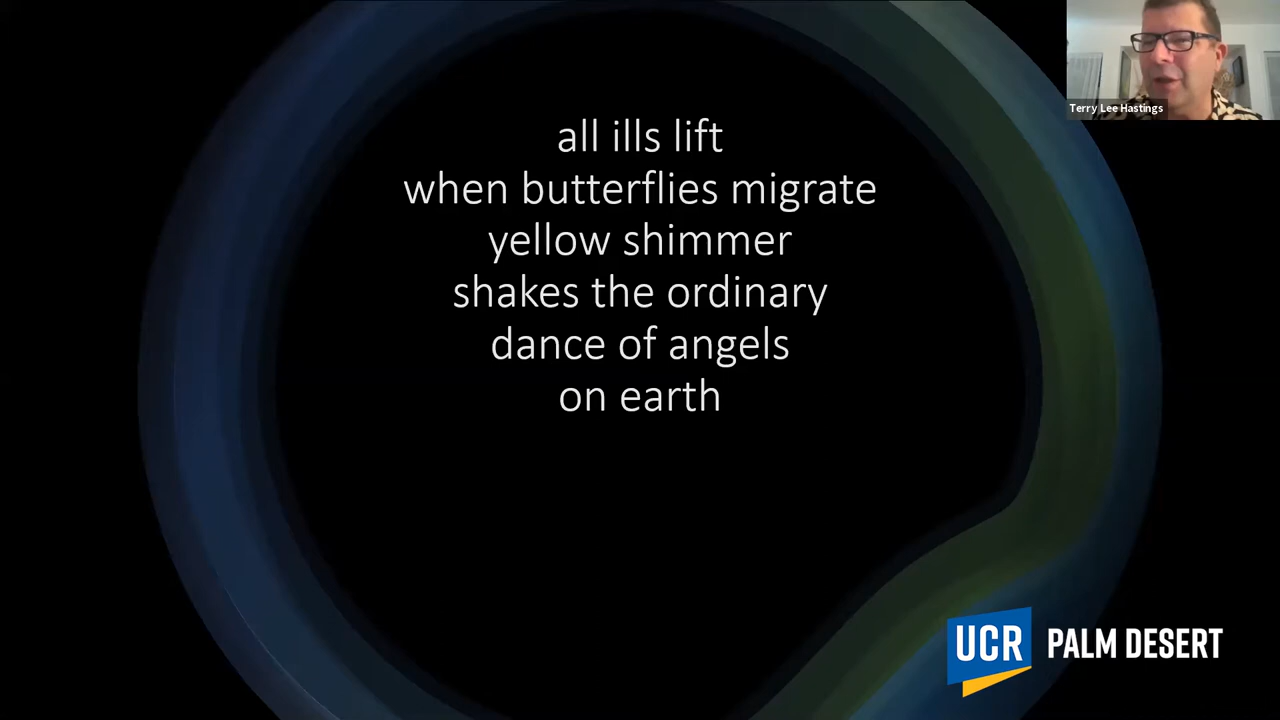 Terry Lee Hastings
all ills lift
when butterflies migrate
yellow shimmer
shakes the ordinary
dance of angels
on earth
UCR PALM DESERT